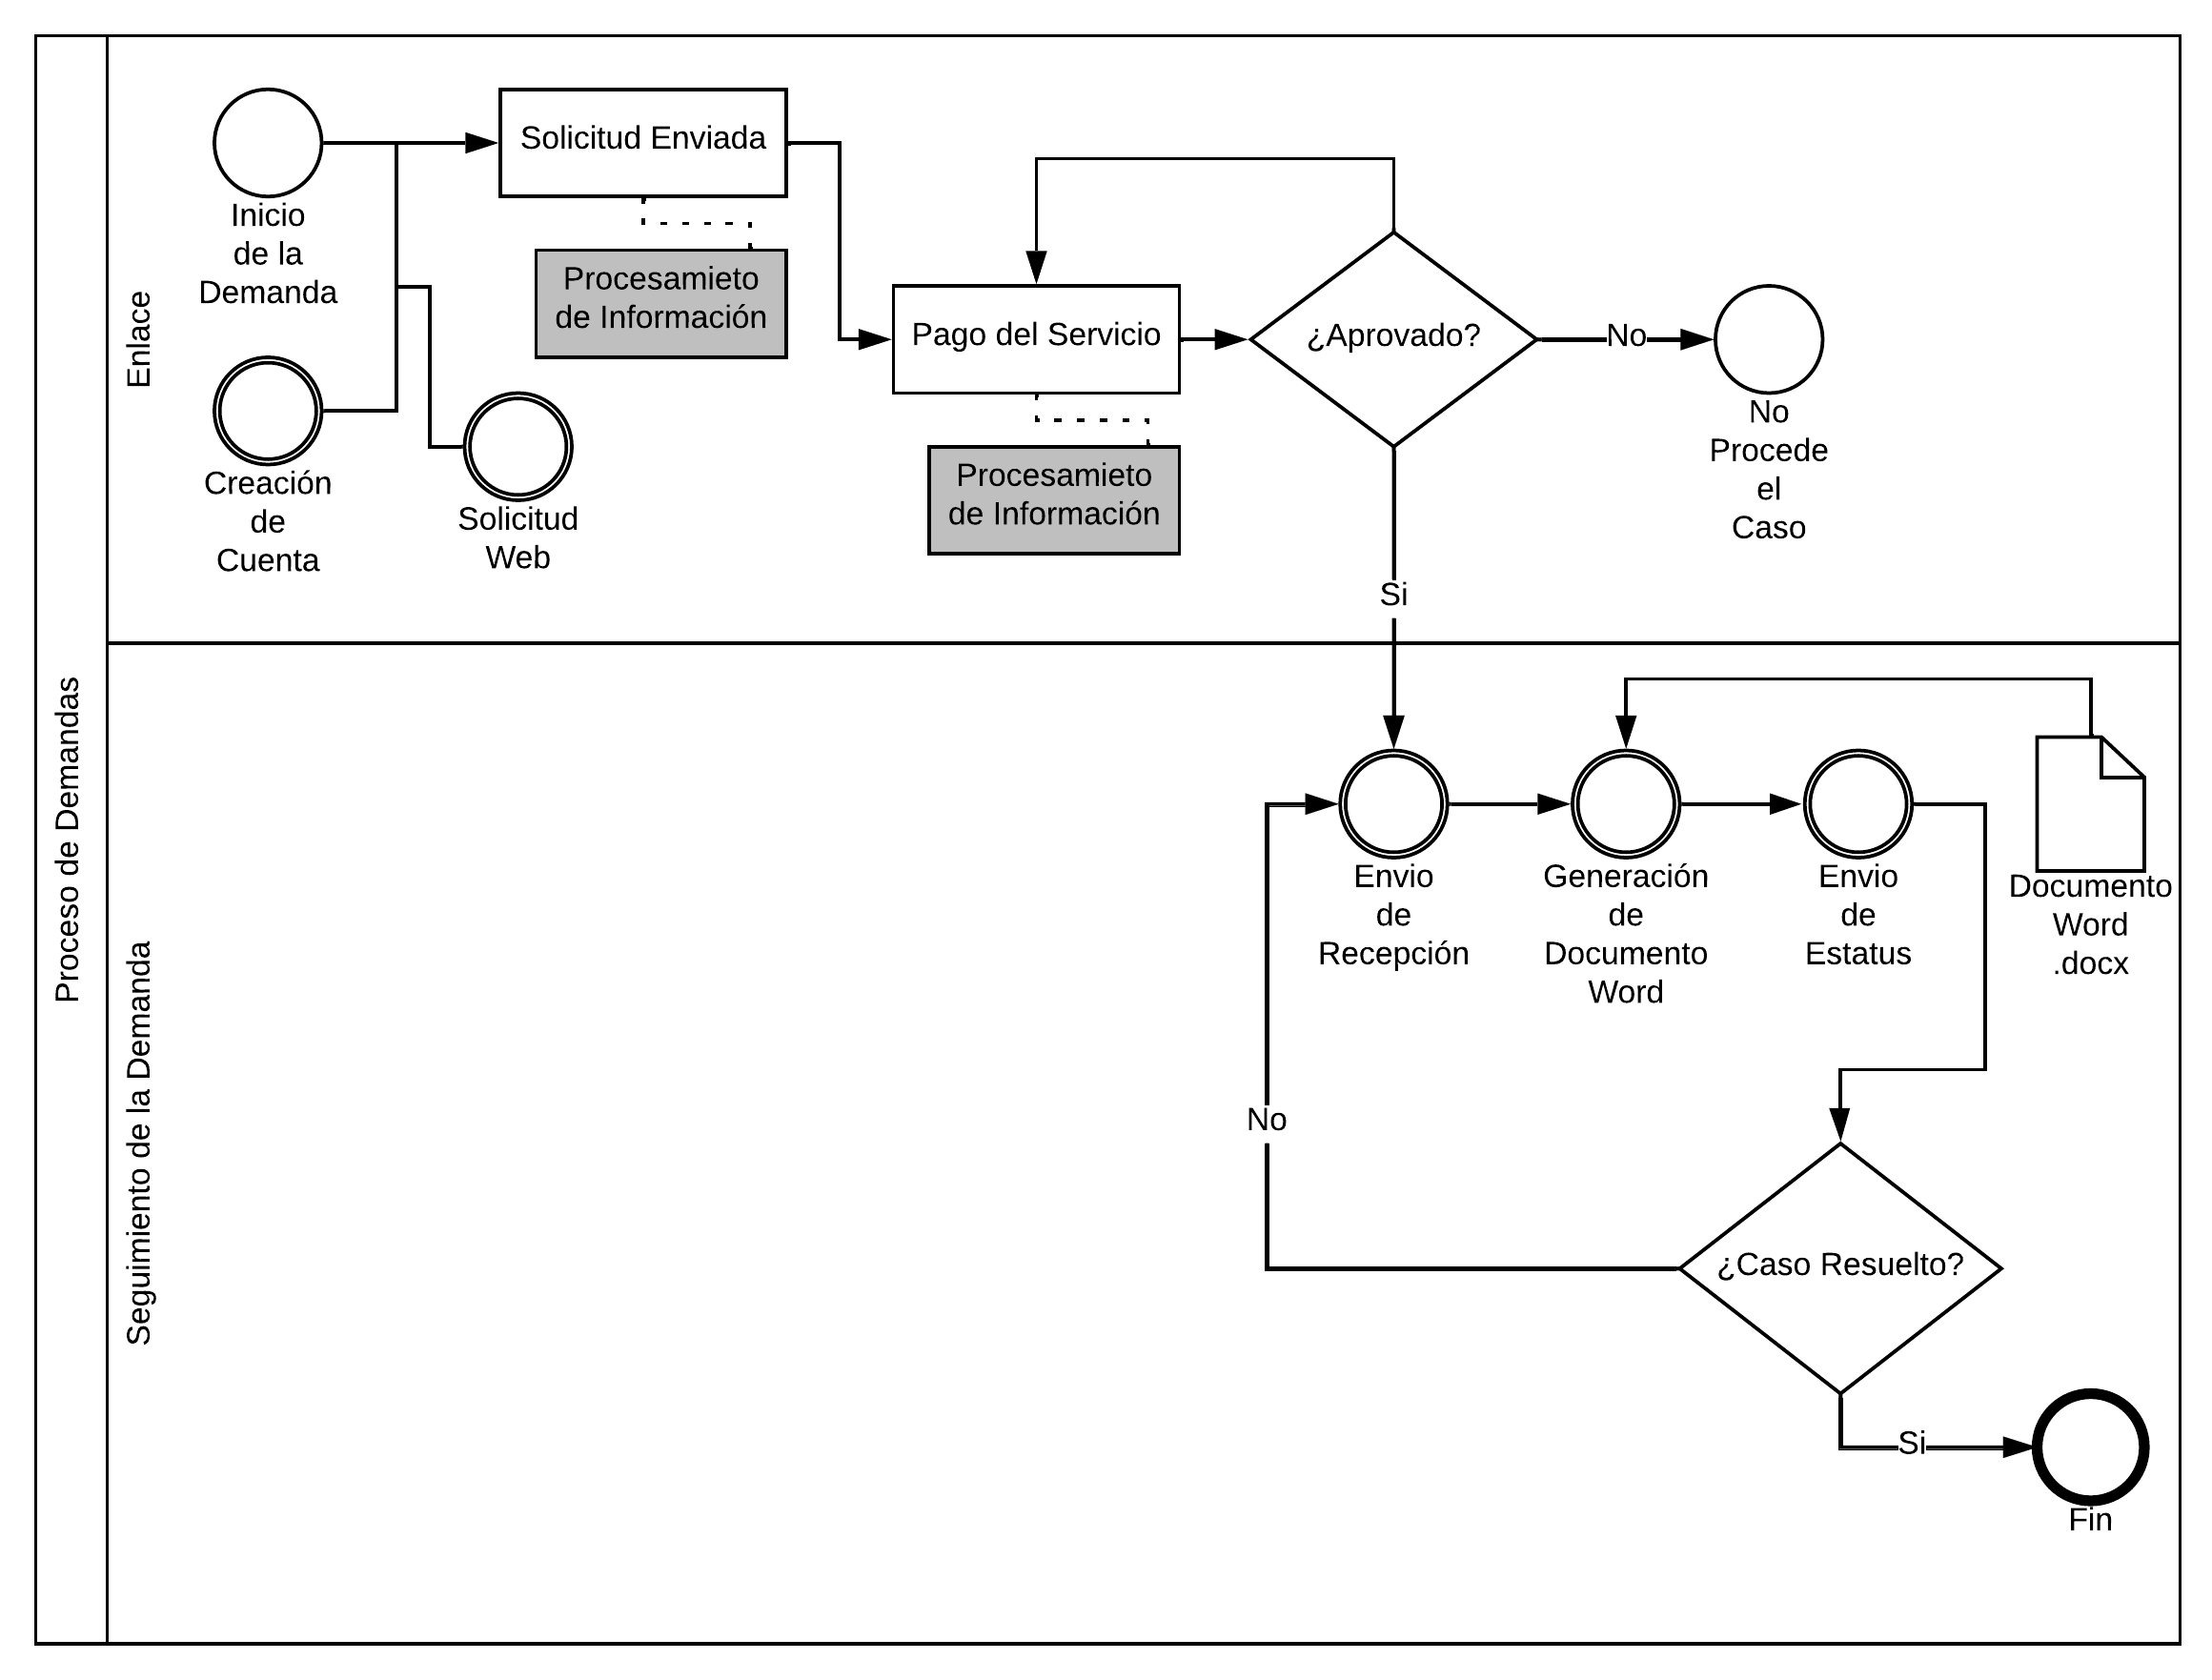 Proceso de Demandas
Enlace
Inicio
de la
Demanda
Solicitud Enviada
Procesamieto
de Información
Creación
de
Cuenta
Solicitud
Web
Pago del Servicio
Procesamieto
de Información
¿Aprovado?
No
No
Procede
el
Caso
Si
Seguimiento de la Demanda
Envio
de
Recepción
Generación
de
Documento
Word
Envio
de
Estatus
Documento
Word
.docx
No
¿Caso Resuelto?
Si
Fin